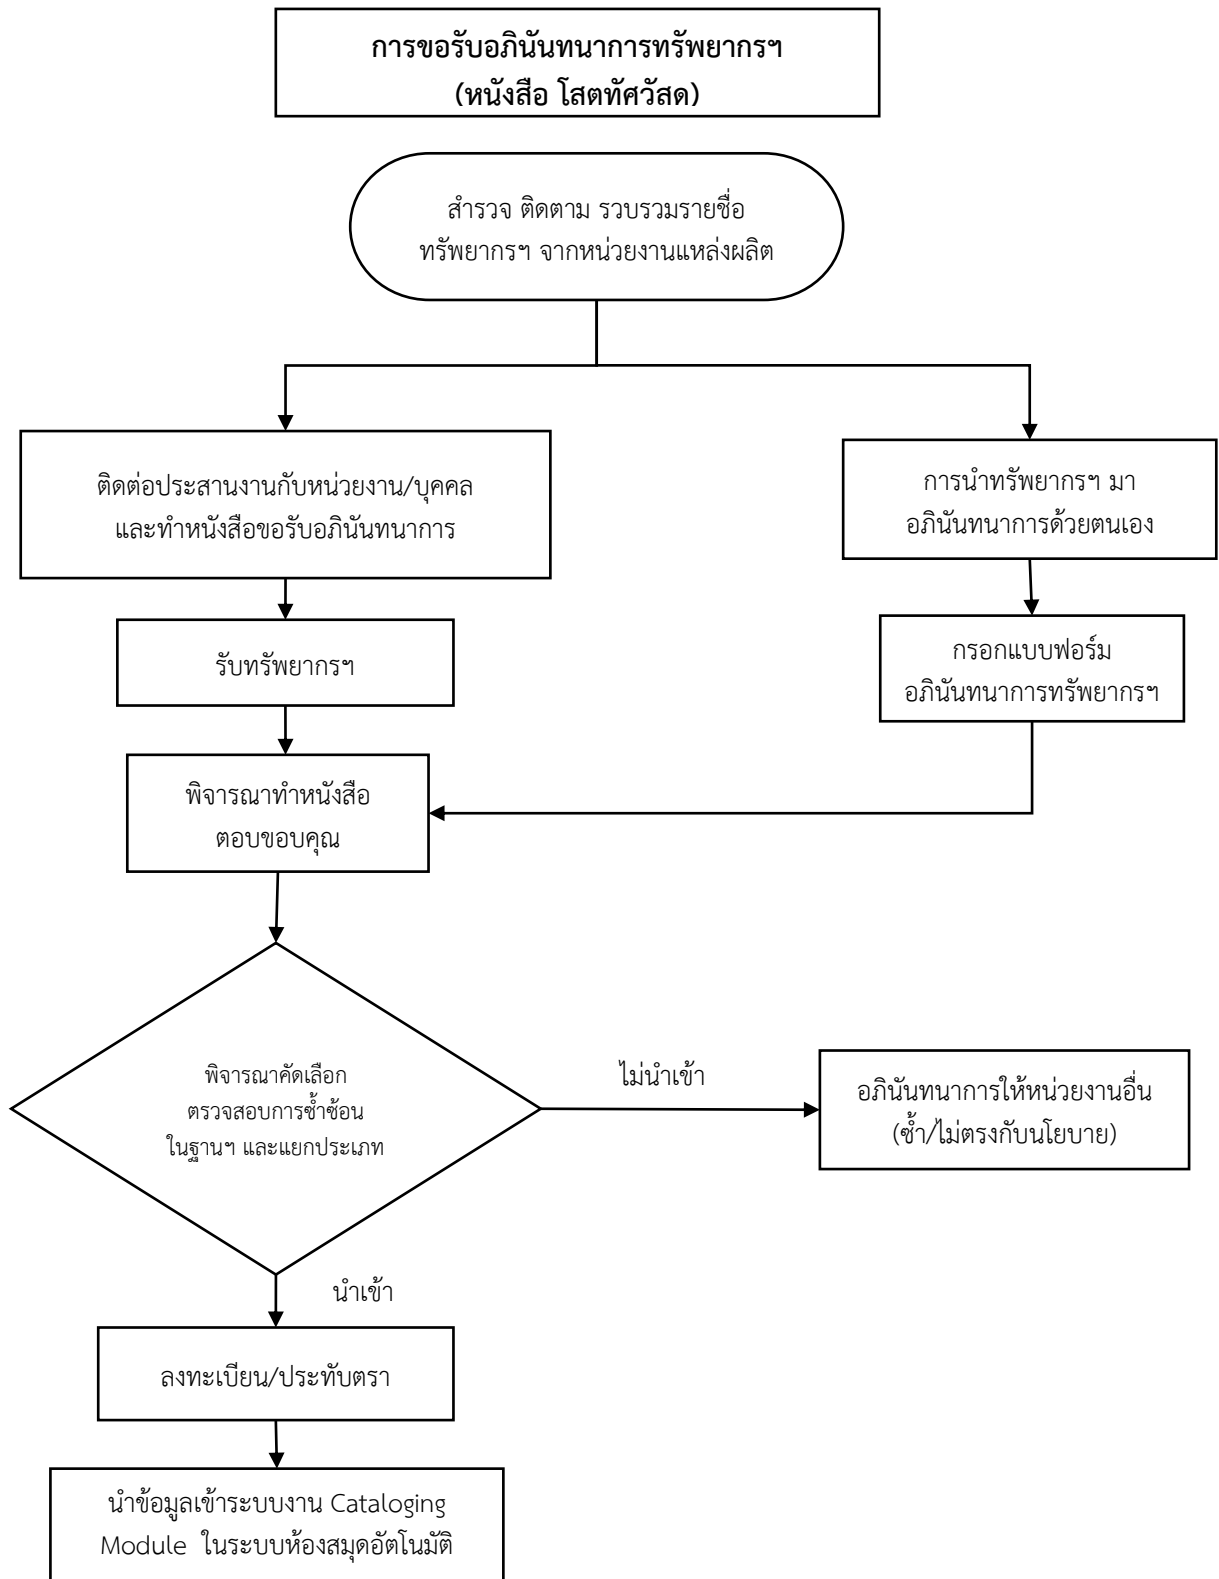 การขอรับอภินันทนาการทรัพยากรฯ
(หนังสือ โสตทัศวัสด)
สำรวจ ติดตาม รวบรวมรายชื่อ
ทรัพยากรฯ จากหน่วยงานแหล่งผลิต
ติดต่อประสานงานกับหน่วยงาน/บุคคล
และทำหนังสือขอรับอภินันทนาการ
การนำทรัพยากรฯ มา
อภินันทนาการด้วยตนเอง
รับทรัพยากรฯ
กรอกแบบฟอร์ม
อภินันทนาการทรัพยากรฯ
พิจารณาทำหนังสือ
ตอบขอบคุณ
พิจารณาคัดเลือก
ตรวจสอบการซ้ำซ้อน
ในฐานฯ และแยกประเภท
ไม่นำเข้า
อภินันทนาการให้หน่วยงานอื่น
(ซ้ำ/ไม่ตรงกับนโยบาย)
นำเข้า
ลงทะเบียน/ประทับตรา
นำข้อมูลเข้าระบบงาน Cataloging
Module ในระบบห้องสมุดอัตโนมัติ